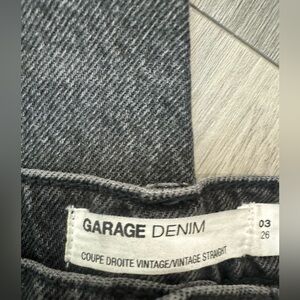 GARAGE DENIM
03
26
COUPE DROITE VINTAGE/VINTAGE STRAIGHT